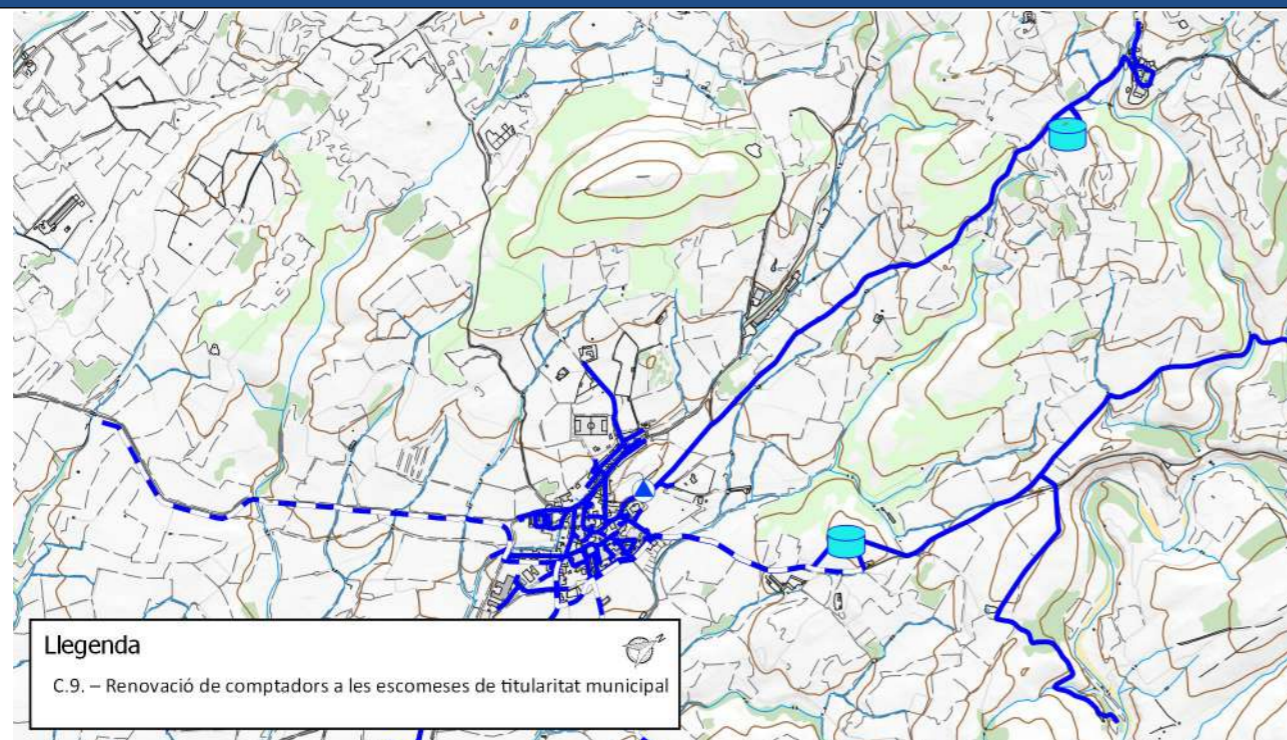 Llegenda
N
C.9. – Renovació de comptadors a les escomeses de titularitat municipal